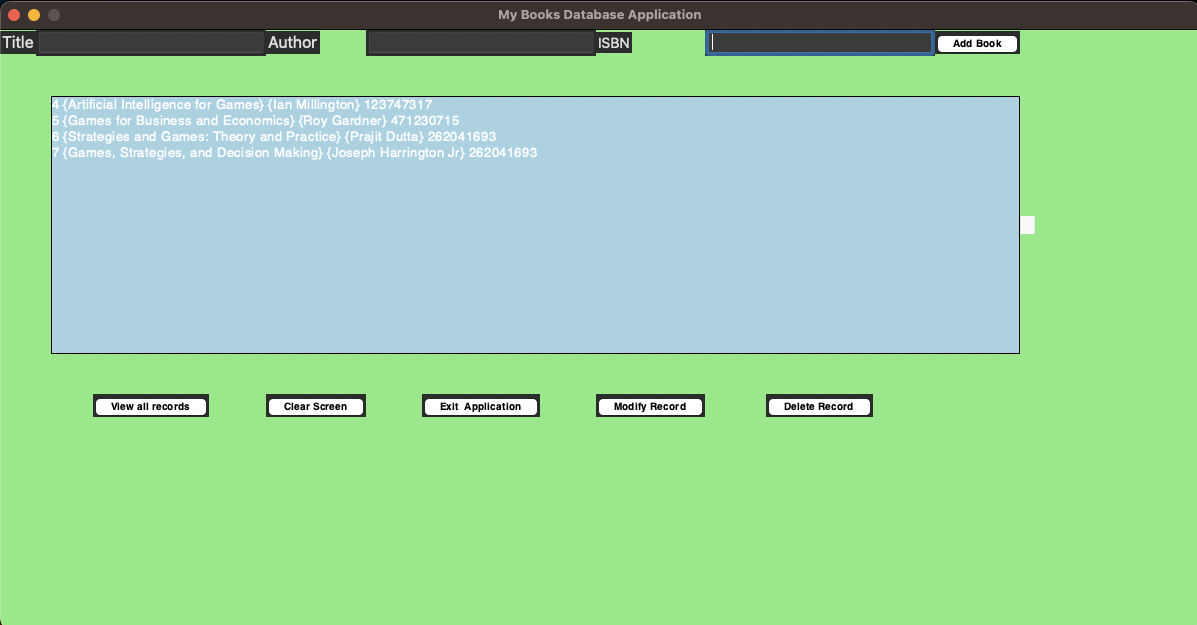 My Books Database Application
Title Author ISBN Add Book
4 {Artificial Intelligence for Games} {Ian Millington} 123747317
5 {Games for Business and Economics} {Roy Gardner} 471230715
6 {Strategies and Games: Theory and Practice} {Prajit Dutta} 262041693
7 {Games, Strategies, and Decision Making} {Joseph Harrington Jr} 262041693
View all records Clear Screen Exit Application Modify Record Delete Record